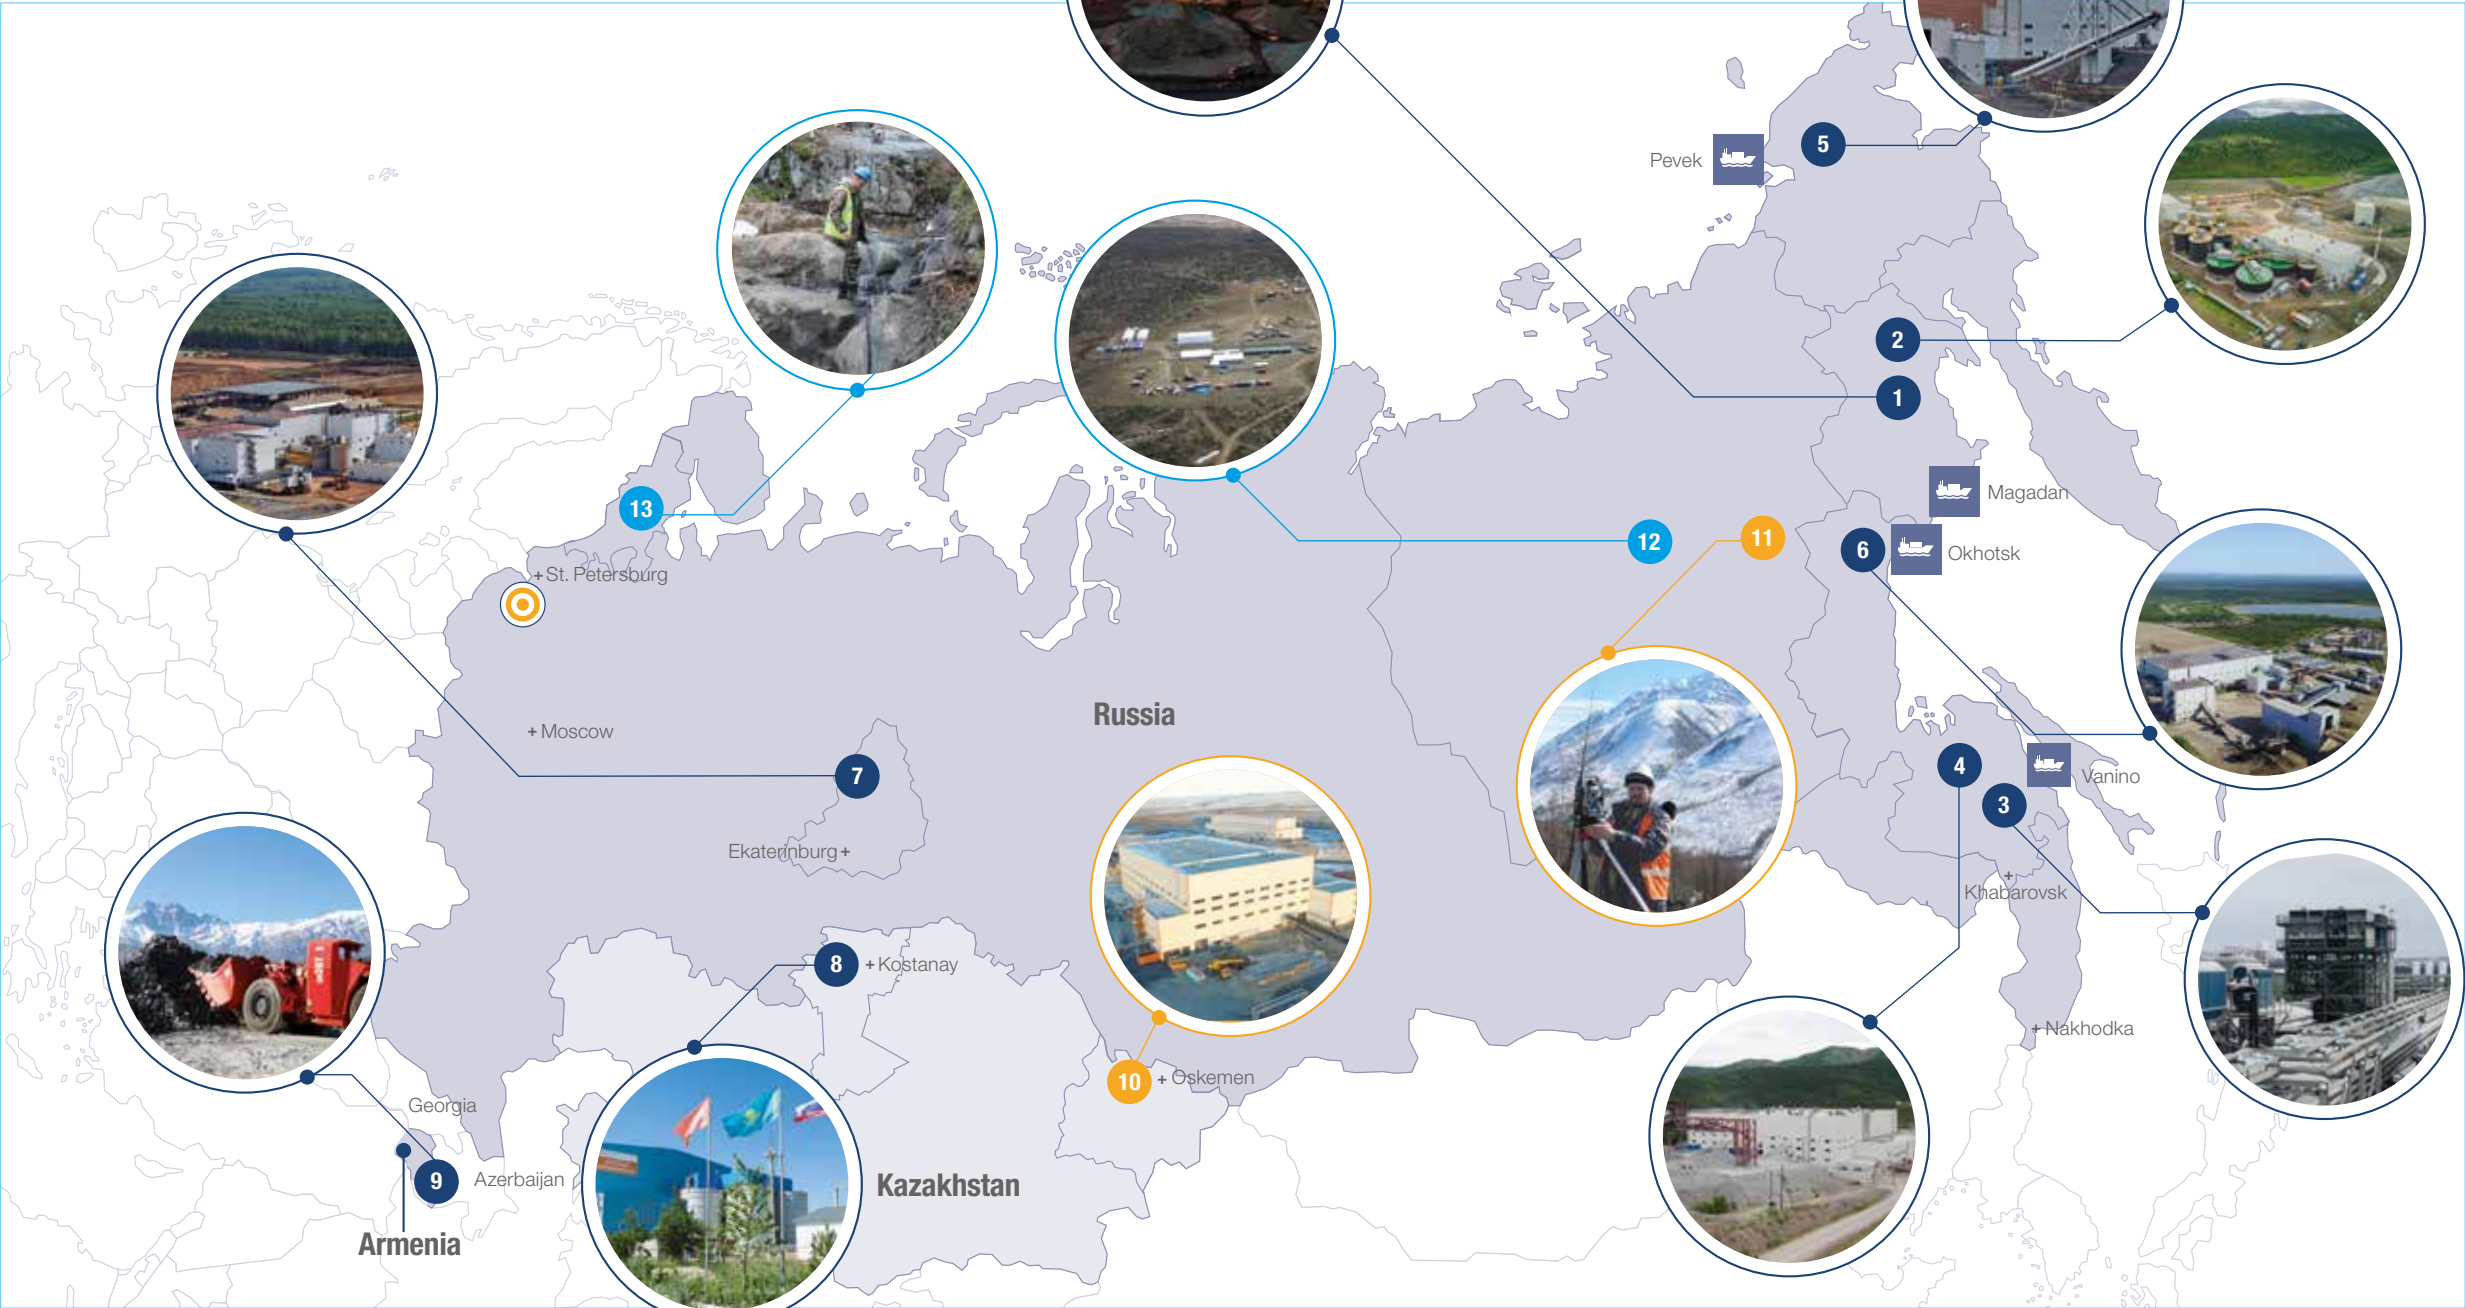 5
Pevek
2
1
Magadan
13
12
11
6
Okhotsk
+ St. Petersburg
Russia
+ Moscow
7
4
Vanino
3
Ekaterinburg +
+
Khabarovsk
8
+ Kostanay
+ Nakhodka
10
+ Oskemen
Georgia
9
Azerbaijan
Kazakhstan
Armenia